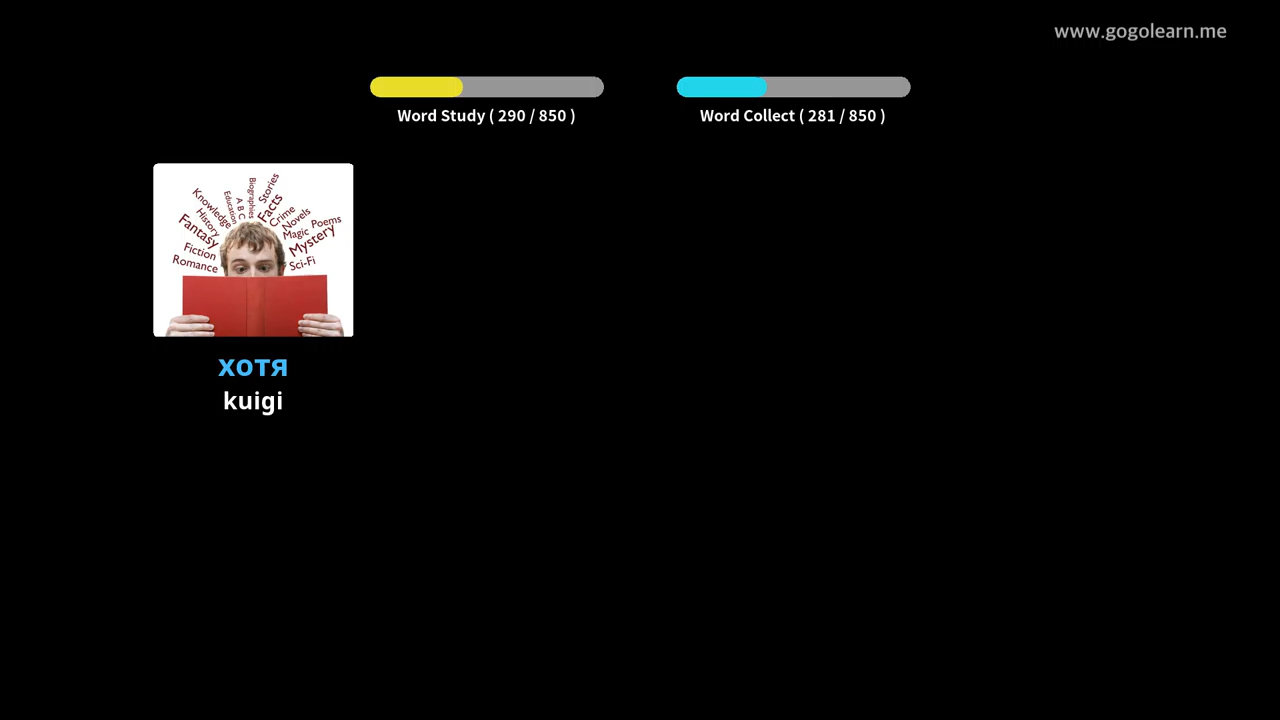 www.gogolearn.me
Word Study ( 290 / 850 )
Word Collect ( 281 / 850 )
Knowledge
History
Fantasy
Fiction
Romance
Education
A B C
Biographies
Stories
Facts
Crime
Novels
Magic
Poems
Mystery
Sci-Fi
хотя
kuigi